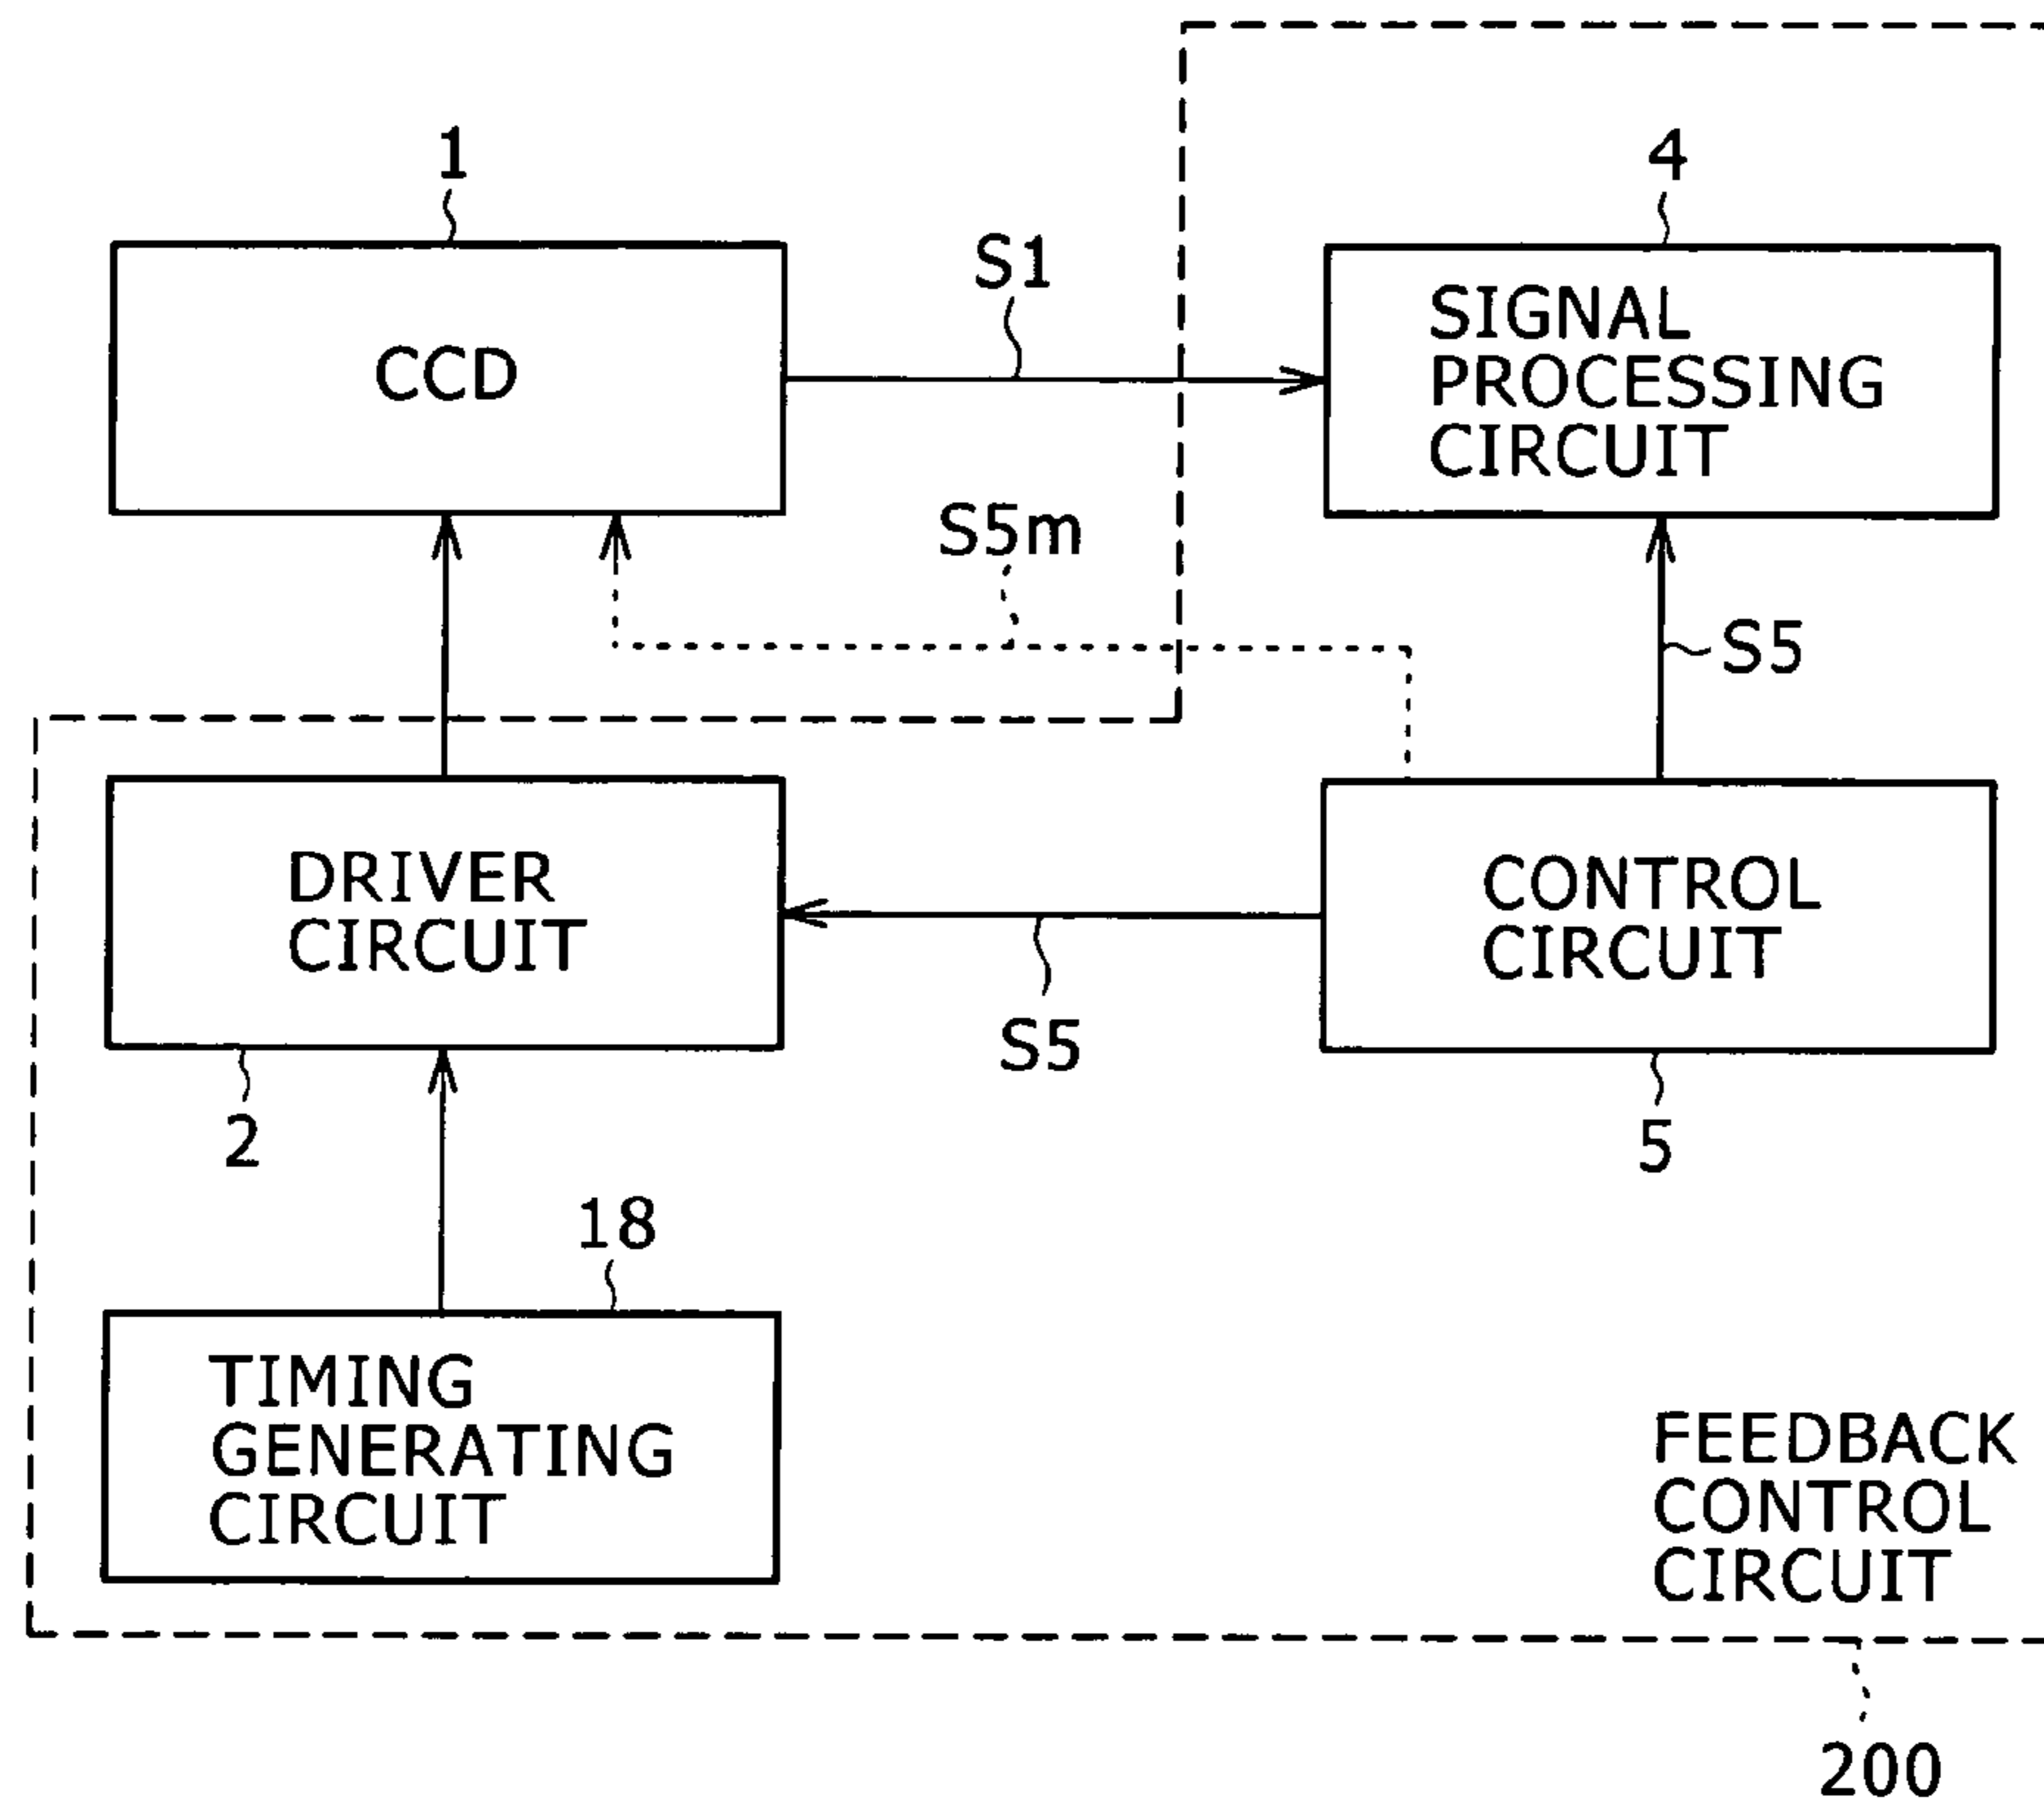 1
4
S1
CCD
SIGNAL
PROCESSING
CIRCUIT
S5m
S5
DRIVER
CIRCUIT
CONTROL
CIRCUIT
S5
2
5
18
TIMING
GENERATING
CIRCUIT
FEEDBACK
CONTROL
CIRCUIT
200